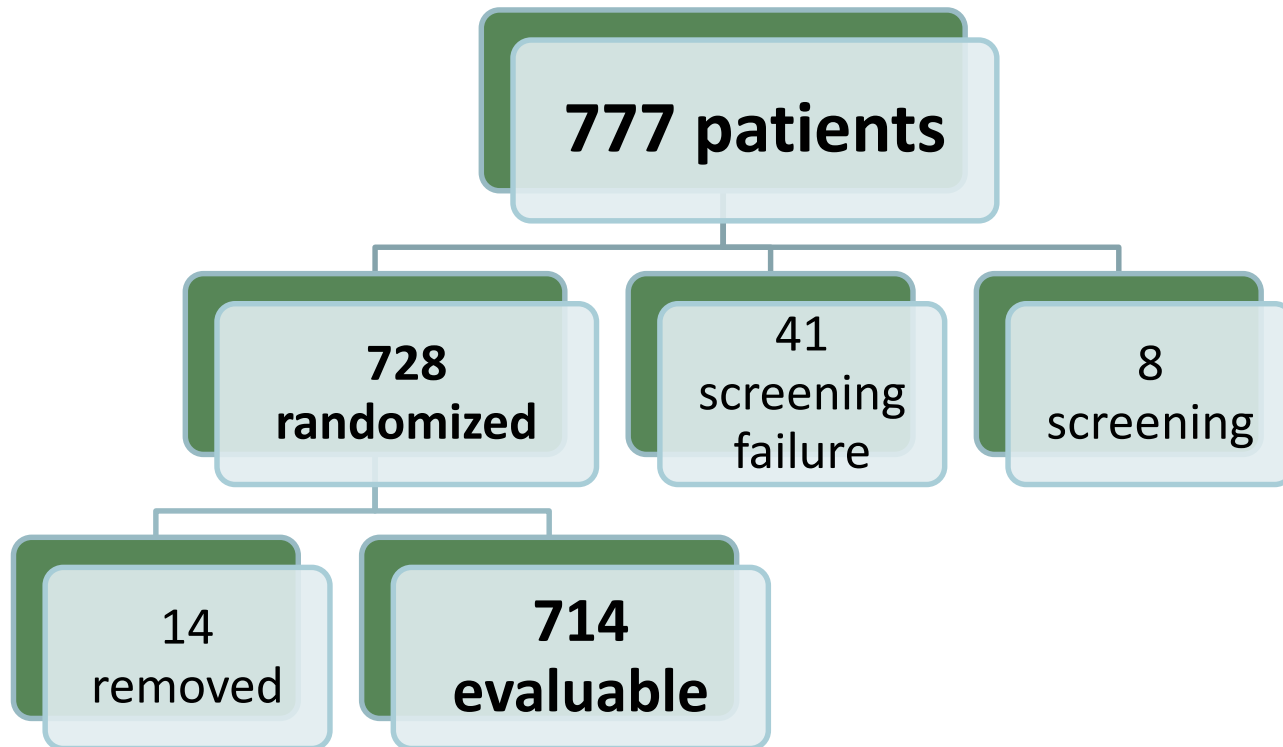 777 patients
728
randomized
41
screening
failure
8
screening
14
removed
714
evaluable